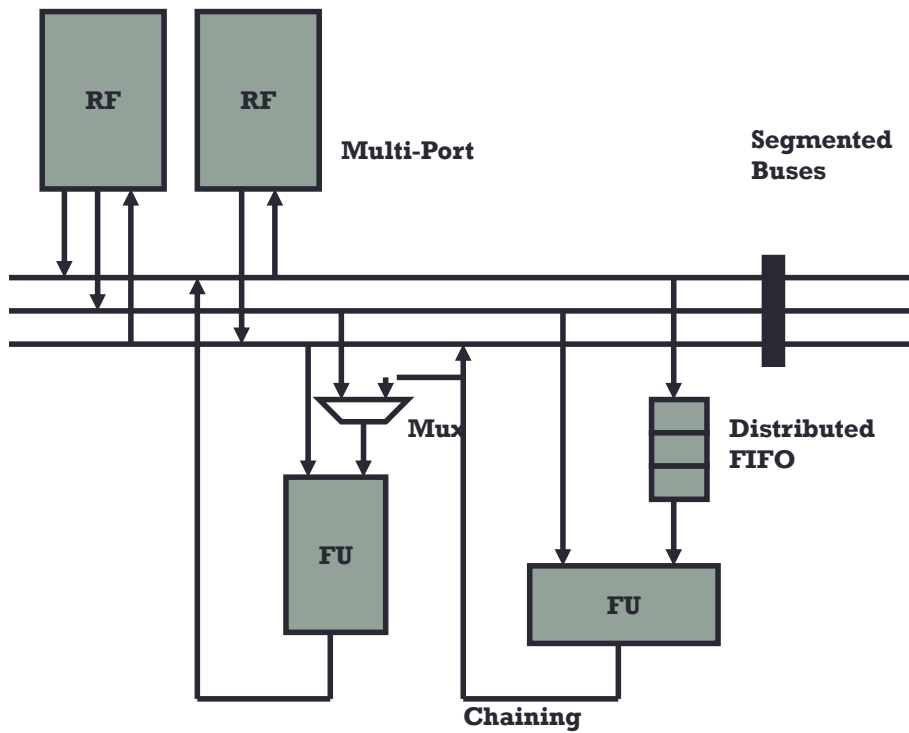 RF
RF
Multi-Port
Segmented
Buses
Mux
Distributed
FIFO
FU
FU
Chaining